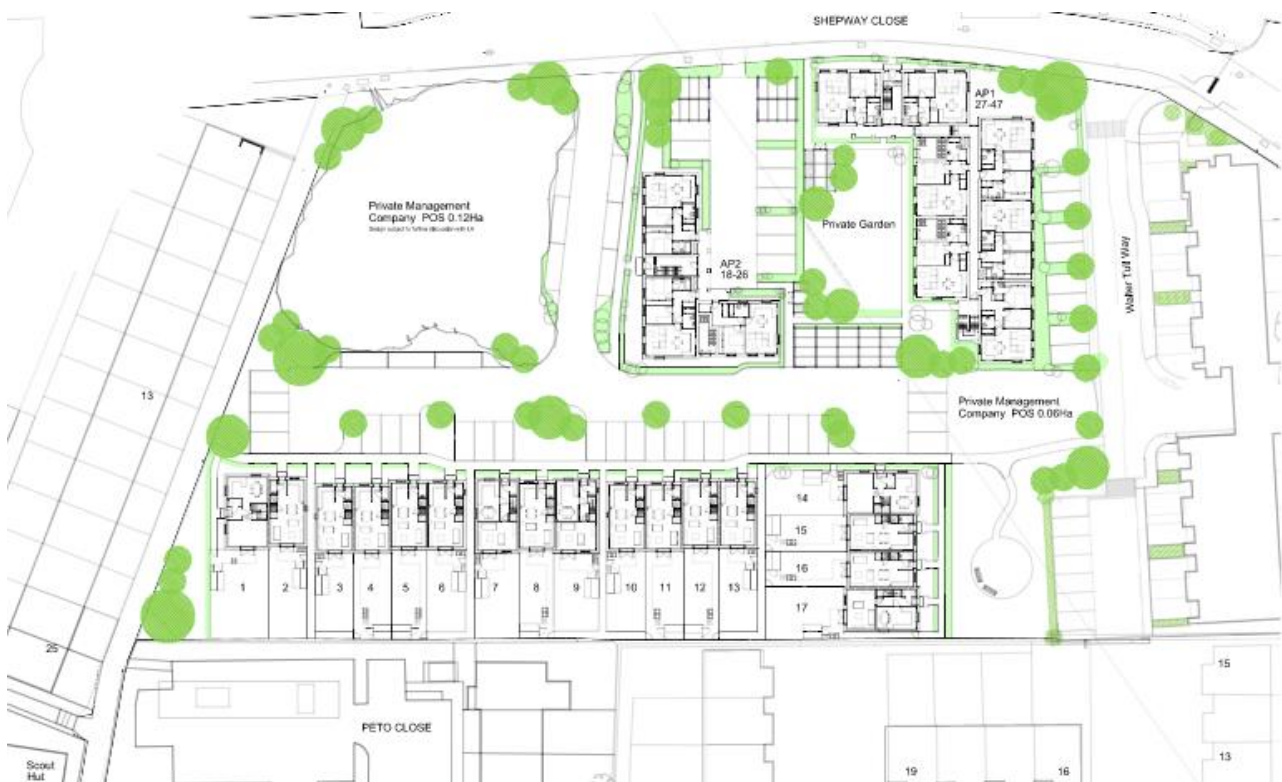 SHEPWAY CLOSE
AP1
27-47
Private Management
Company POS 0.12Ha
Private Garden
AP2
18-26
Walter Tull Way
13
Private Management
Company POS 0.06Ha
14
15
16
17
1
2
3
4
5
6
7
8
9
10
11
12
13
25
15
PETO CLOSE
13
Scout
Hut
19
16